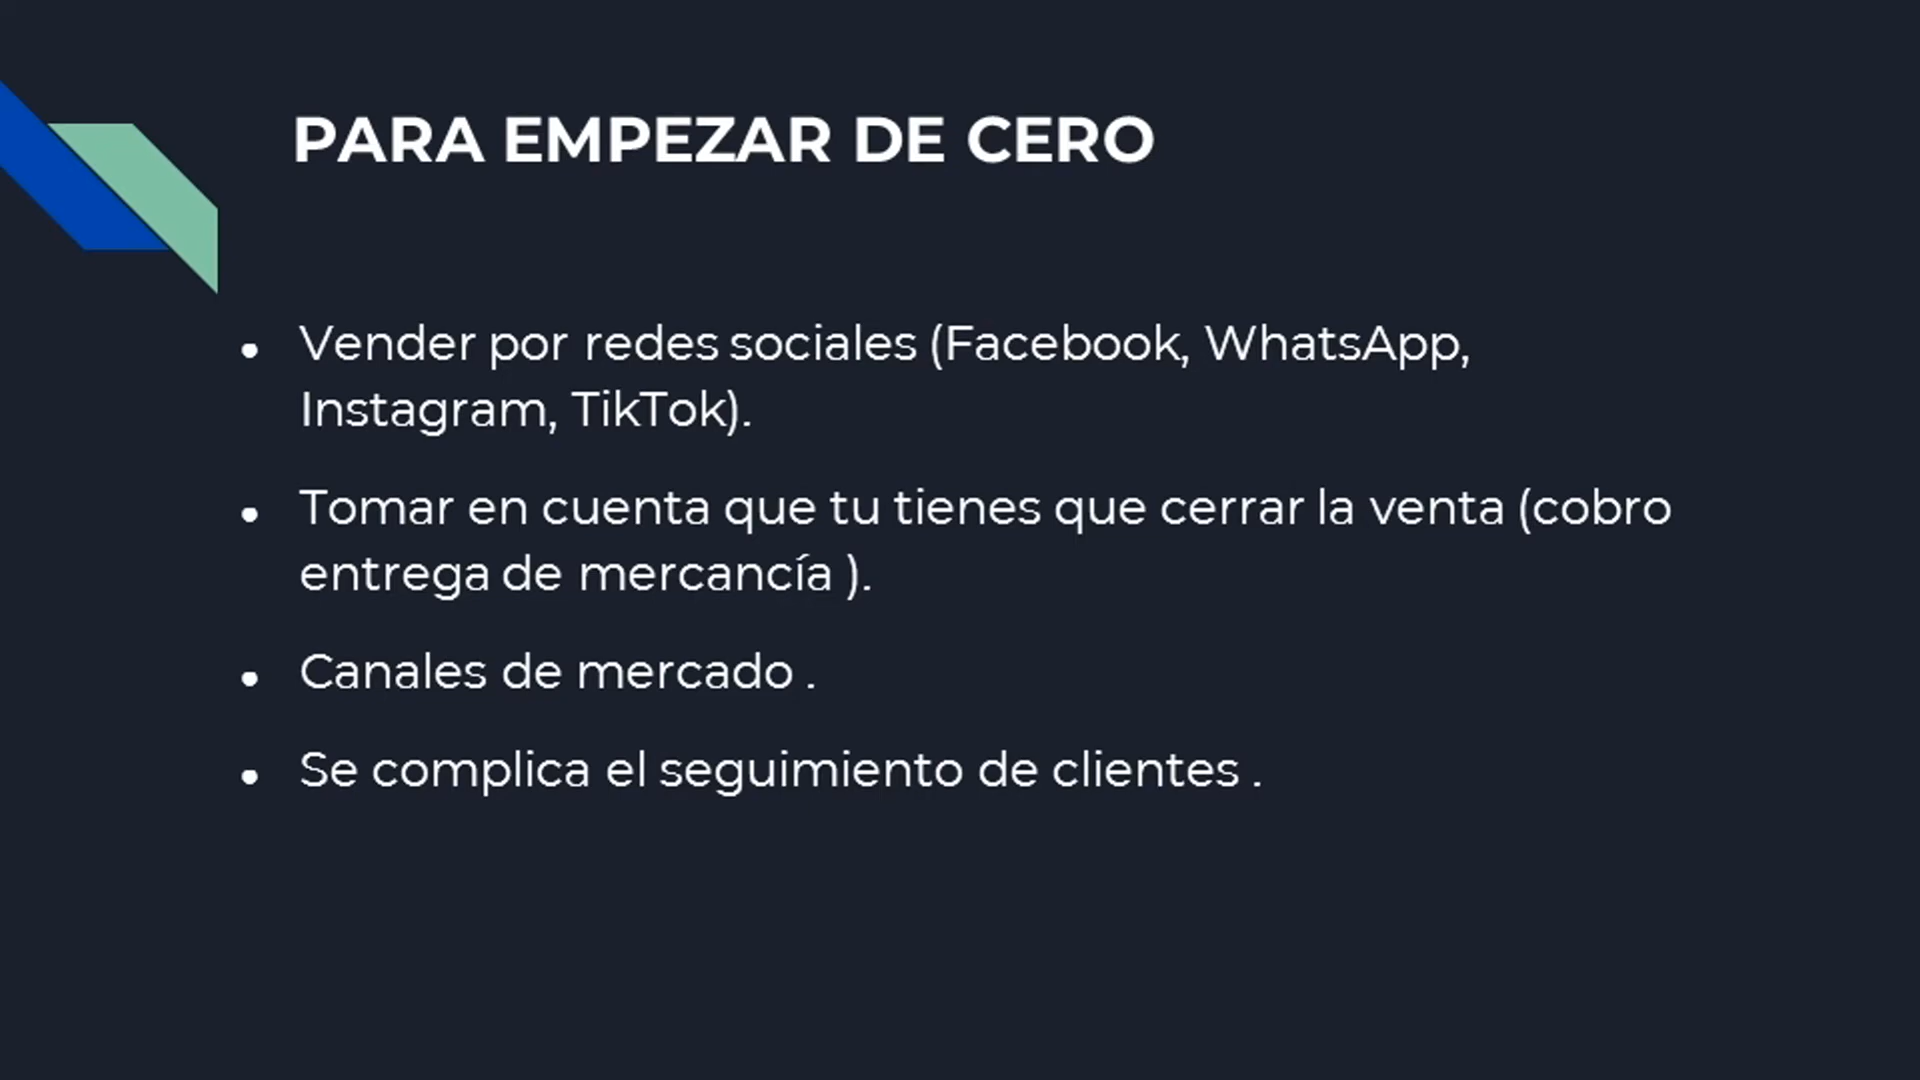 PARA EMPEZAR DE CERO
• Vender por redes sociales (Facebook, WhatsApp,
Instagram, TikTok).
• Tomar en cuenta que tu tienes que cerrar la venta (cobro
entrega de mercancía ).
• Canales de mercado .
• Se complica el seguimiento de clientes .